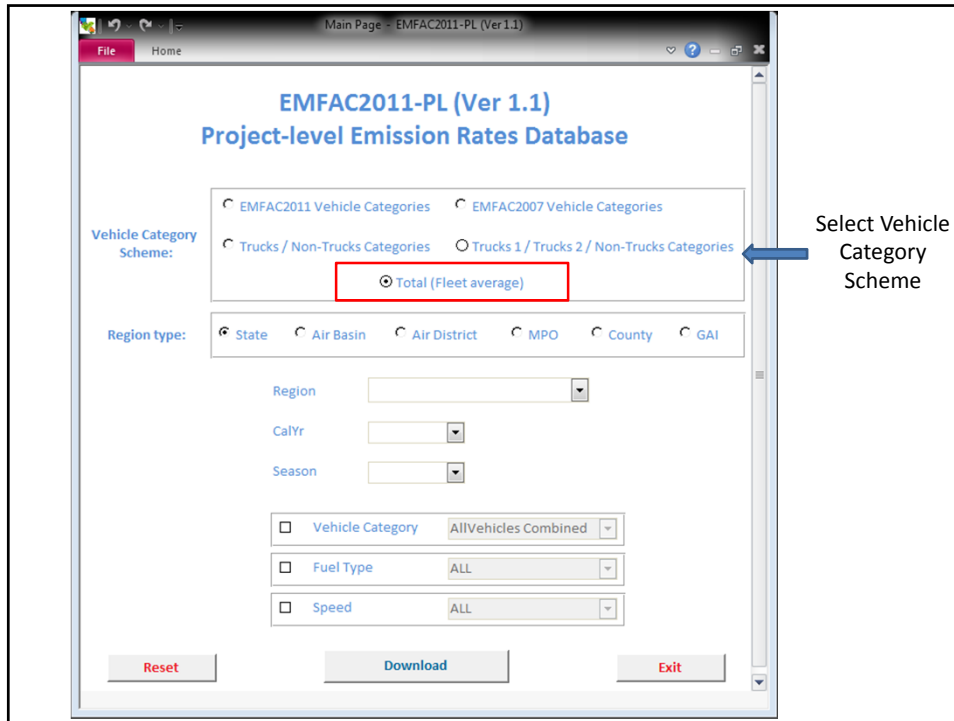 Main Page - EMFAC2011-PL (Ver 1.1)
File Home
EMFAC2011-PL (Ver 1.1)
Project-level Emission Rates Database
Vehicle Category
Scheme:
EMFAC2011 Vehicle Categories EMFAC2007 Vehicle Categories
Trucks / Non-Trucks Categories Trucks 1 / Trucks 2 / Non-Trucks Categories
Total (Fleet average)
Select Vehicle
Category
Scheme
Region type: State Air Basin Air District MPO County GAI
Region
CalYr
Season
Vehicle Category AllVehicles Combined
Fuel Type ALL
Speed ALL
Reset Download Exit